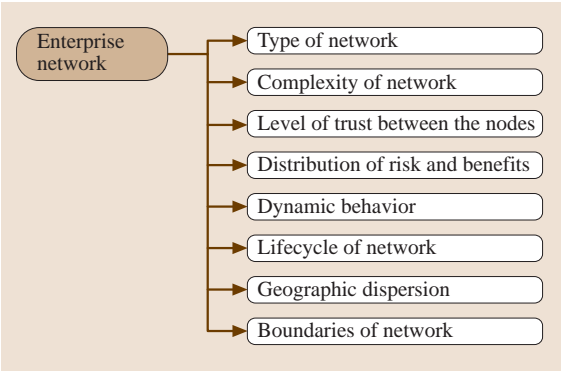 Enterprise
network
Type of network
Complexity of network
Level of trust between the nodes
Distribution of risk and benefits
Dynamic behavior
Lifecycle of network
Geographic dispersion
Boundaries of network